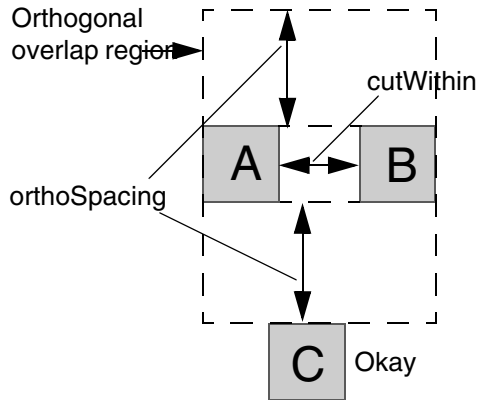 Orthogonal
overlap region
cutWithin
A
B
orthoSpacing
C
Okay